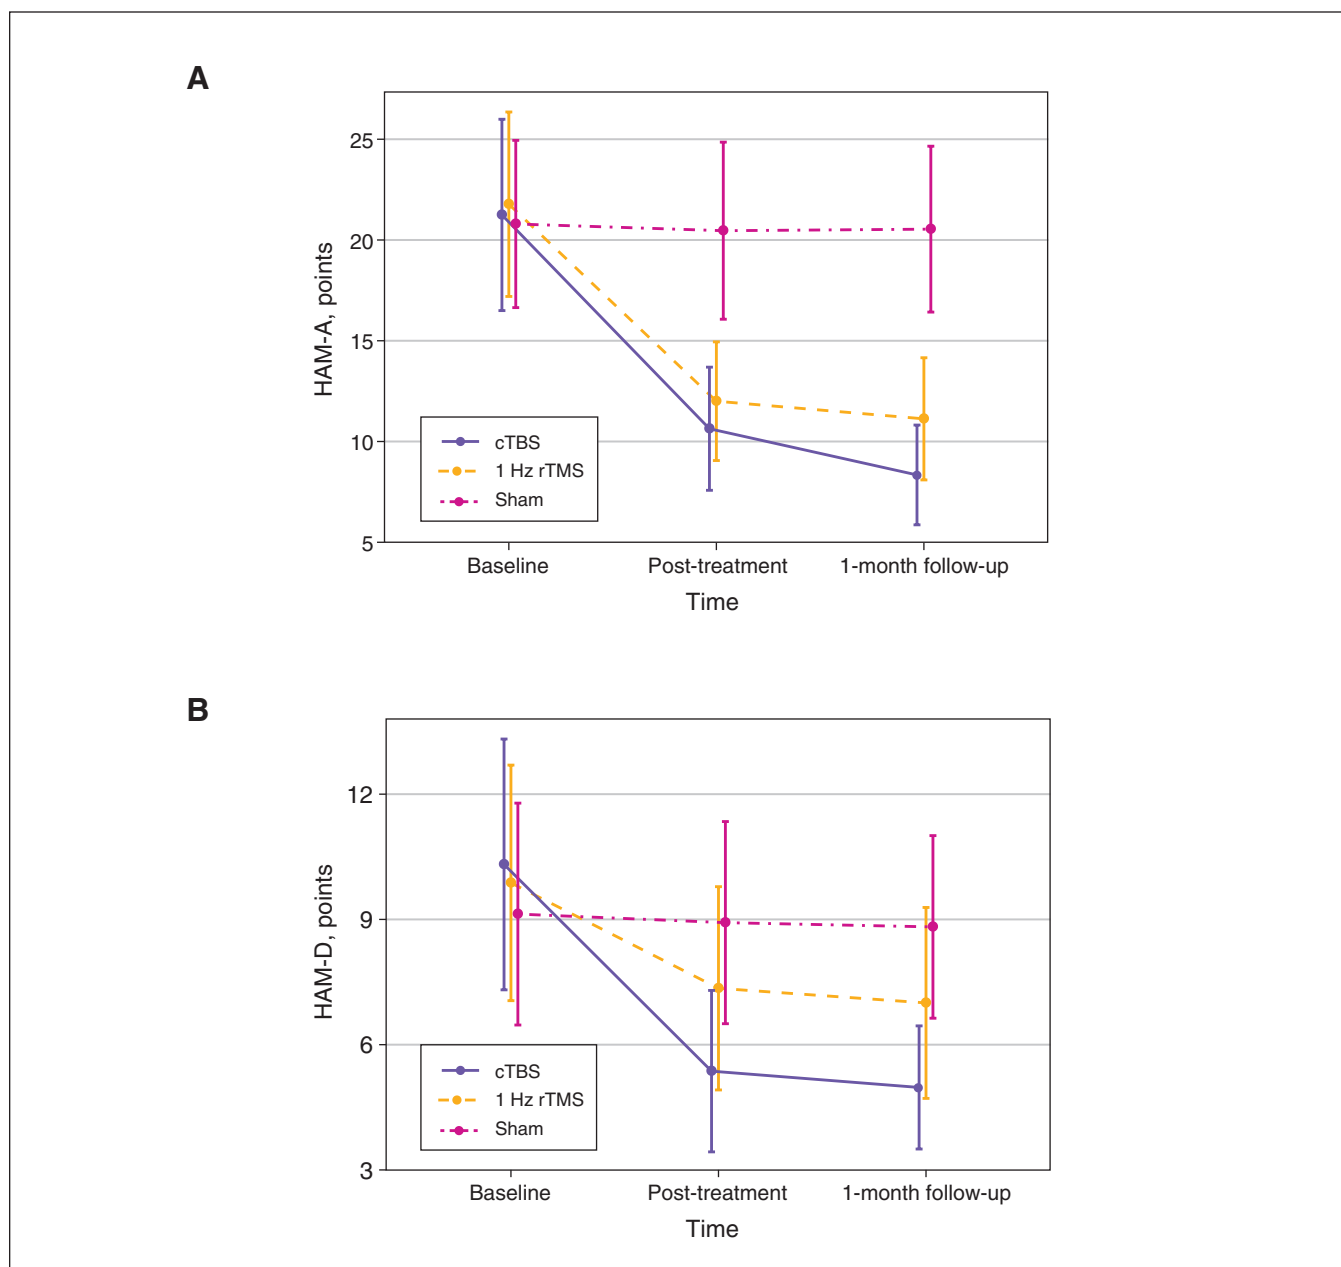 A
HAM-A, points
25
20
15
10
5
cTBS
1 Hz rTMS
Sham
Baseline
Post-treatment
1-month follow-up
Time
B
HAM-D, points
12
9
6
3
cTBS
1 Hz rTMS
Sham
Baseline
Post-treatment
1-month follow-up
Time